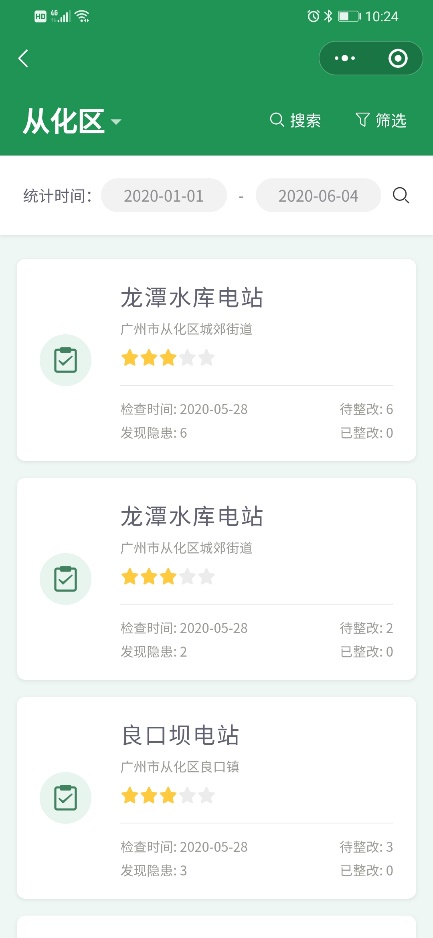 HD 4G 10:24
从化区 搜索 筛选
统计时间: 2020-01-01 - 2020-06-04
龙潭水库电站
广州市从化区城郊街道
检查时间: 2020-05-28 待整改: 6
发现隐患: 6 已整改: 0
龙潭水库电站
广州市从化区城郊街道
检查时间: 2020-05-28 待整改: 2
发现隐患: 2 已整改: 0
良口坝电站
广州市从化区良口镇
检查时间: 2020-05-28 待整改: 3
发现隐患: 3 已整改: 0